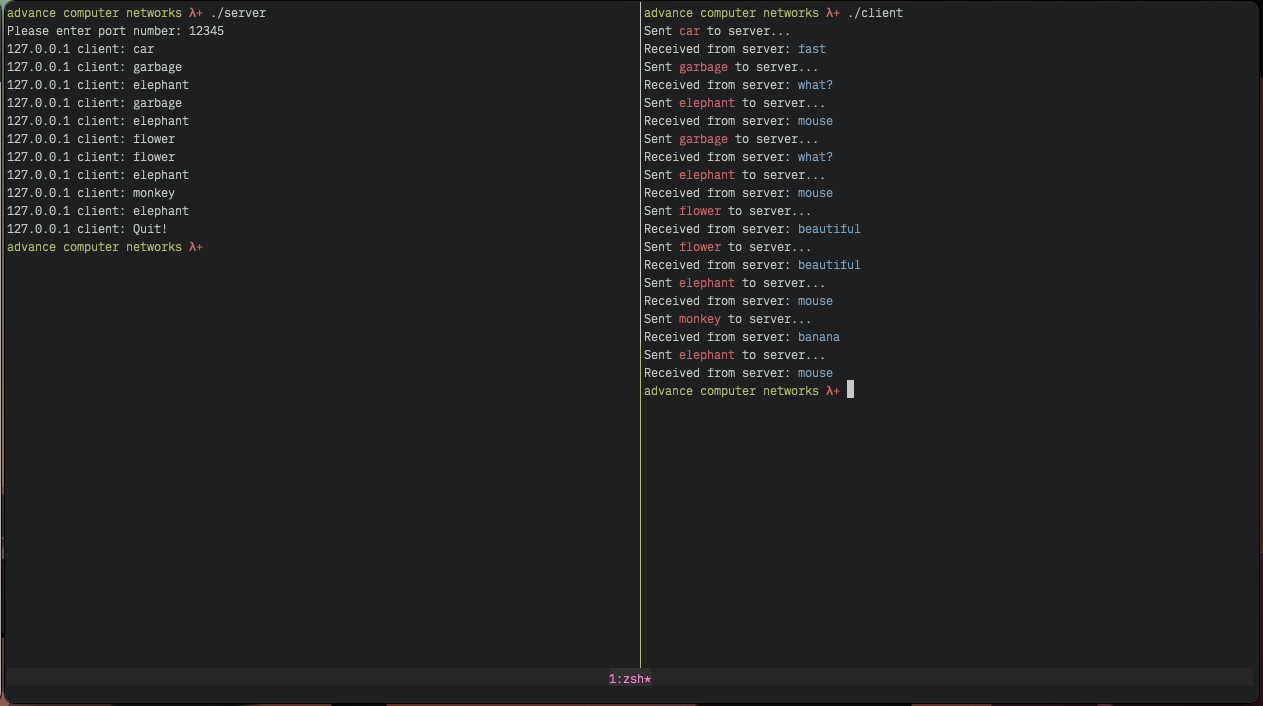 advance computer networks λ+ ./server
Please enter port number: 12345
127.0.0.1 client: car
127.0.0.1 client: garbage
127.0.0.1 client: elephant
127.0.0.1 client: garbage
127.0.0.1 client: elephant
127.0.0.1 client: flower
127.0.0.1 client: flower
127.0.0.1 client: elephant
127.0.0.1 client: monkey
127.0.0.1 client: elephant
127.0.0.1 client: Quit!
advance computer networks λ+
advance computer networks λ+ ./client
Sent car to server...
Received from server: fast
Sent garbage to server...
Received from server: what?
Sent elephant to server...
Received from server: mouse
Sent garbage to server...
Received from server: what?
Sent elephant to server...
Received from server: mouse
Sent flower to server...
Received from server: beautiful
Sent flower to server...
Received from server: beautiful
Sent elephant to server...
Received from server: mouse
Sent monkey to server...
Received from server: banana
Sent elephant to server...
Received from server: mouse
advance computer networks λ+
1:zsh*